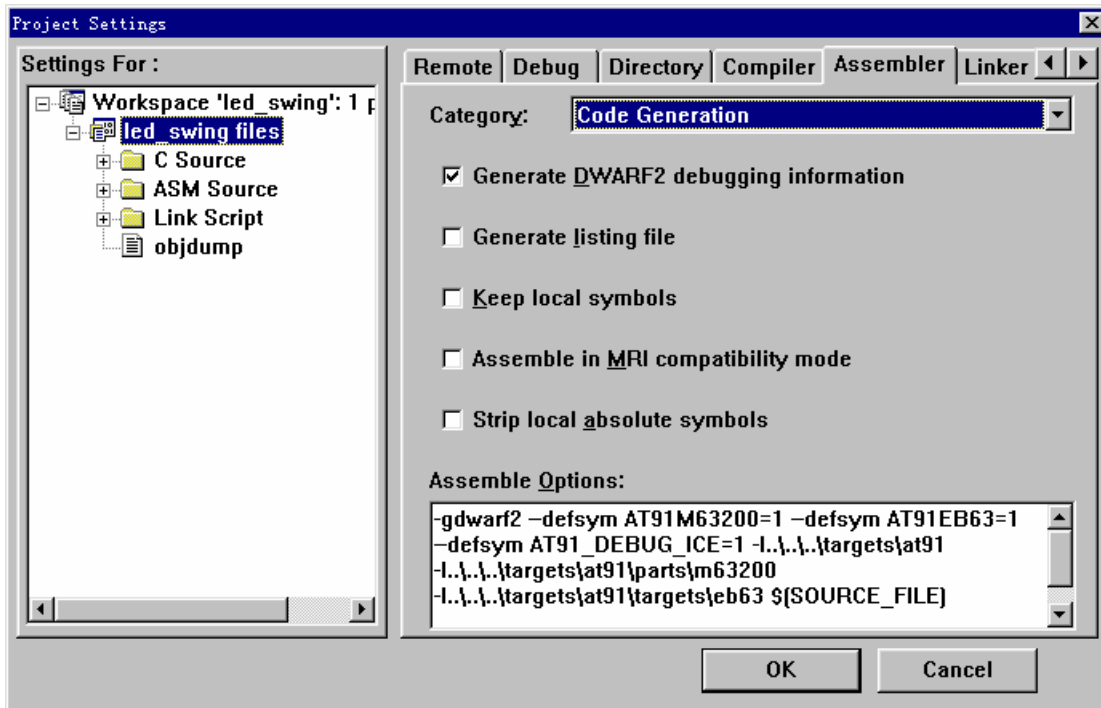 Project Settings
Settings For :
Workspace 'led_swing': 1 p
led_swing files
C Source
ASM Source
Link Script
objdump
Remote
Debug
Directory
Compiler
Assembler
Linker
Category:
Code Generation
Generate DWARF2 debugging information
Generate listing file
Keep local symbols
Assemble in MRI compatibility mode
Strip local absolute symbols
Assemble Options:
-gdwarf2 –defsym AT91M63200=1 –defsym AT91EB63=1
–defsym AT91_DEBUG_ICE=1 -I..\..\..\targets\at91
-I..\..\..\targets\at91\parts\m63200
-I..\..\..\targets\at91\targets\eb63 $(SOURCE_FILE)
OK
Cancel